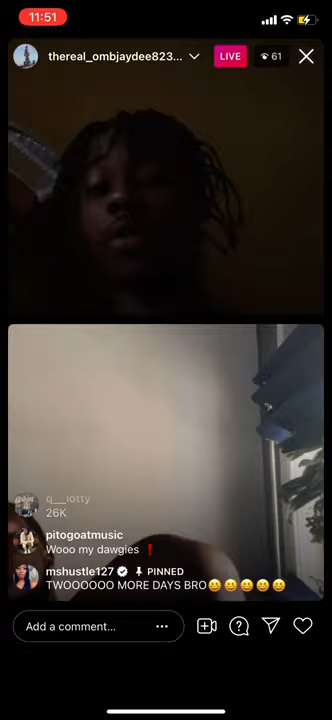 11:51
thereal_ombjaydee823...
LIVE
61
q__lotty
26K
pitogoatmusic
Wooo my dawgies ❗
mshustle127 PINNED
TWOOOOOO MORE DAYS BRO😆😆😆😆😆
Add a comment...